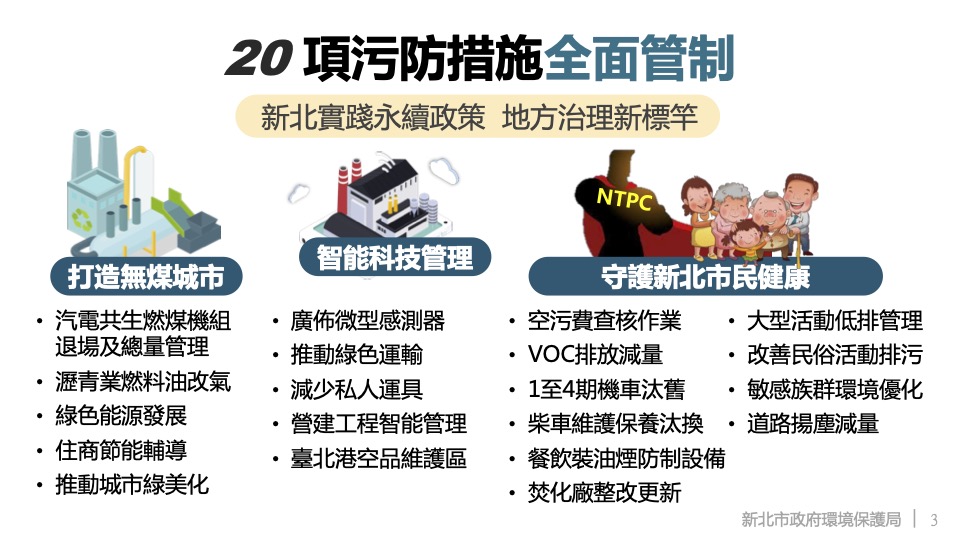 20 項污防措施全面管制
新北實踐永續政策 地方治理新標竿
NTPC
打造無煤城市
• 汽電共生燃煤機組
退場及總量管理
• 瀝青業燃料油改氣
• 綠色能源發展
• 住商節能輔導
• 推動城市綠美化
智能科技管理
• 廣佈微型感測器
• 推動綠色運輸
• 減少私人運具
• 營建工程智能管理
• 臺北港空品維護區
守護新北市民健康
• 空污費查核作業
• VOC排放減量
• 1至4期機車汰舊
• 柴車維護保養汰換
• 餐飲裝油煙防制設備
• 焚化廠整改更新
• 大型活動低排管理
• 改善民俗活動排污
• 敏感族群環境優化
• 道路揚塵減量
新北市政府環境保護局 | 3